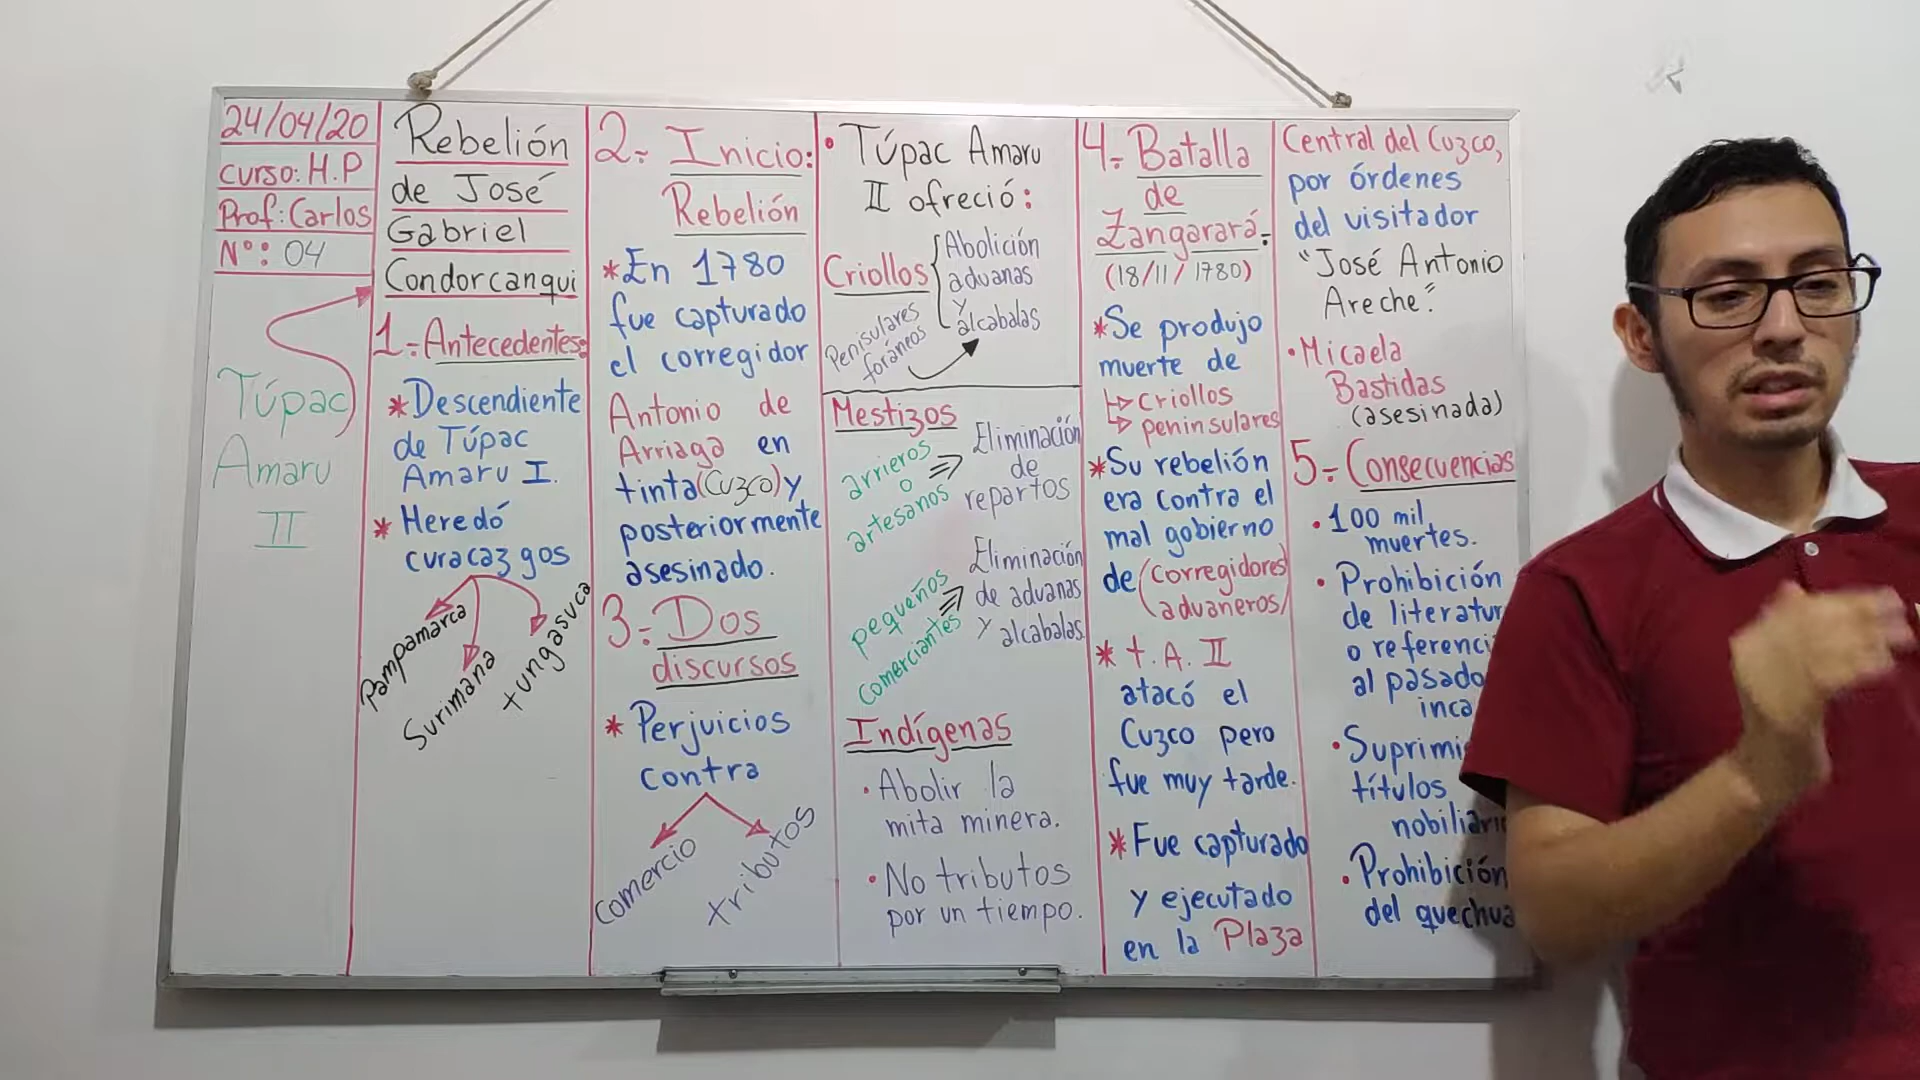 24/04/20
curso: H.P
Prof: Carlos
N°: 04
Túpac
Amaru
II
Rebelión
de José
Gabriel
Condorcanqui
1.- Antecedentes:
* Descendiente
de Túpac
Amaru I.
* Heredó
curacazgos
Pampamarca
Surimana
tungasuca
2.- Inicio:
Rebelión
* En 1780
fue capturado
el corregidor
Antonio de
Arriaga en
tinta (Cuzco) y
posteriormente
asesinado.
3.- Dos
discursos
* Perjuicios
contra
comercio
tributos
• Túpac Amaru
II ofreció:
Criollos
Abolición
aduanas
y
alcabalas
Penisulares
foráneos
Mestizos
arrieros
o
artesanos
Eliminación
de
repartos
pequeños
comerciantes
Eliminación
de aduanas
y alcabalas
Indígenas
• Abolir la
mita minera.
• No tributos
por un tiempo.
4.- Batalla
de
Zangarará:
(18/11/1780)
* Se produjo
muerte de
criollos
peninsulares
* Su rebelión
era contra el
mal gobierno
de (corregidores
aduaneros)
* t.A. II
atacó el
Cuzco pero
fue muy tarde.
* Fue capturado
y ejecutado
en la Plaza
Central del Cuzco,
por órdenes
del visitador
"José Antonio
Areche".
• Micaela
Bastidas
(asesinada)
5.- Consecuencias
• 100 mil
muertes.
• Prohibición
de literatur
o referenci
al pasado
inca
• Suprimi
títulos
nobiliari
• Prohibición
del quechua